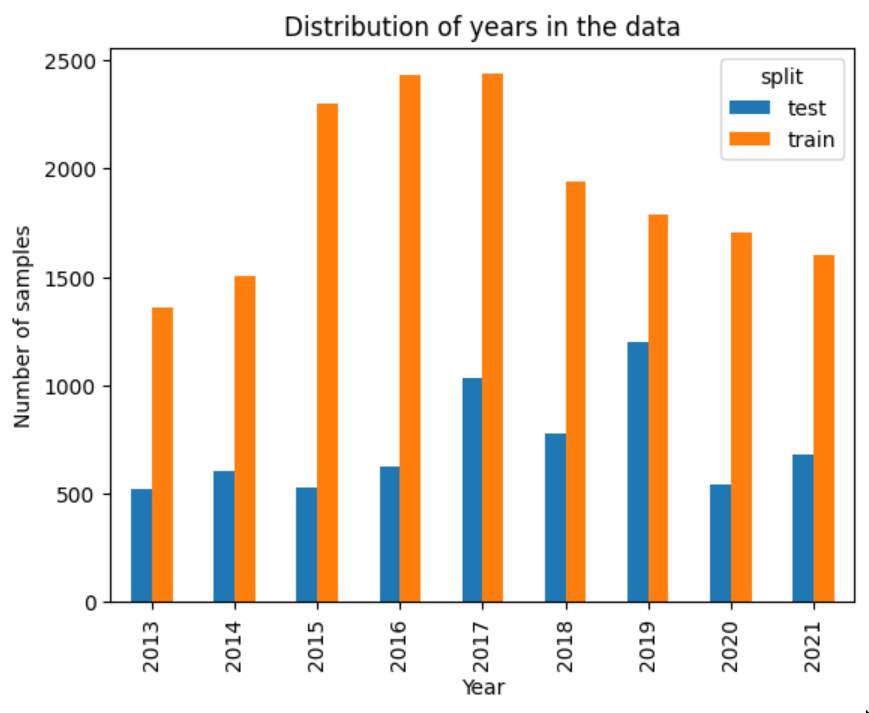 Distribution of years in the data
split
test
train
Number of samples
2500
2000
1500
1000
500
0
2013 2014 2015 2016 2017 2018 2019 2020 2021
Year